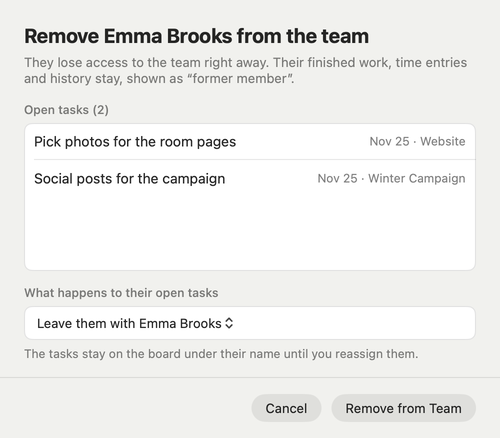 Remove Emma Brooks from the team
They lose access to the team right away. Their finished work, time entries
and history stay, shown as “former member”.
Open tasks (2)
Pick photos for the room pages Nov 25 · Website
Social posts for the campaign Nov 25 · Winter Campaign
What happens to their open tasks
Leave them with Emma Brooks
The tasks stay on the board under their name until you reassign them.
Cancel Remove from Team